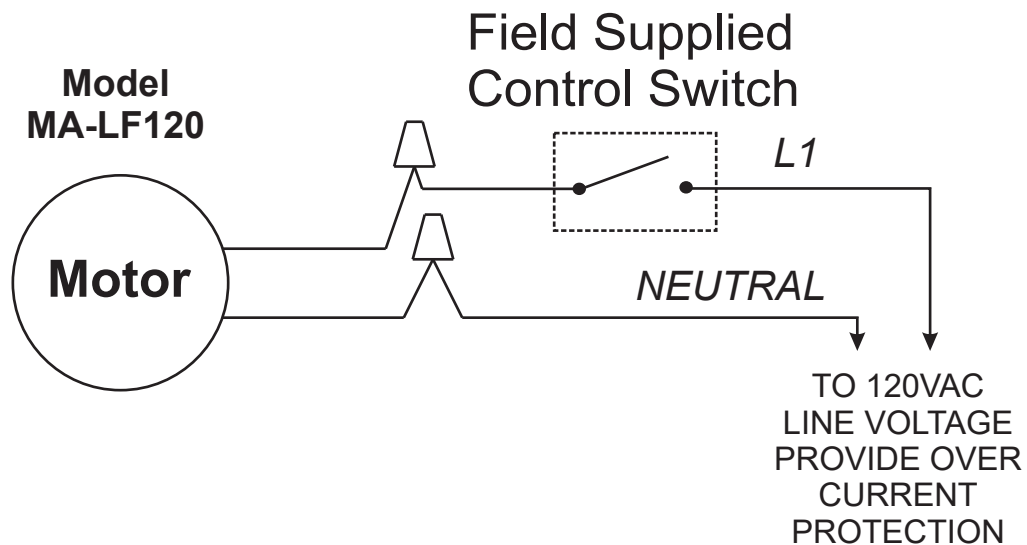 Field Supplied
Control Switch
Model
MA-LF120
L1
Motor
NEUTRAL
TO 120VAC
LINE VOLTAGE
PROVIDE OVER
CURRENT
PROTECTION